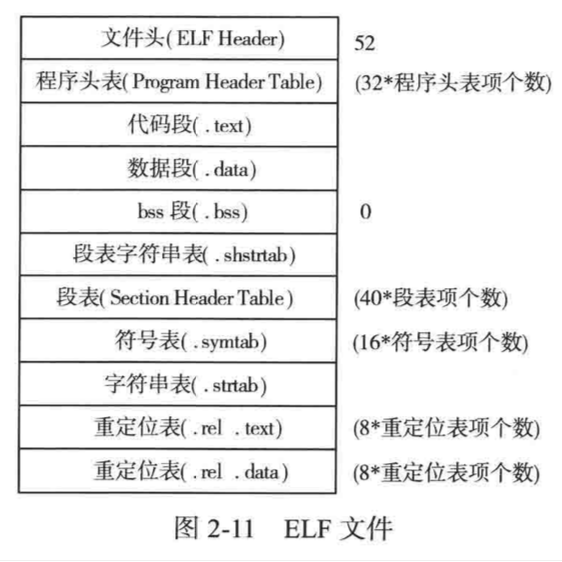 文件头(ELF Header) 52
程序头表(Program Header Table) (32*程序头表项个数)
代码段(.text)
数据段(.data)
bss 段(.bss) 0
段表字符串表(.shstrtab)
段表(Section Header Table) (40*段表项个数)
符号表(.symtab) (16*符号表项个数)
字符串表(.strtab)
重定位表(.rel .text) (8*重定位表项个数)
重定位表(.rel .data) (8*重定位表项个数)
图 2-11 ELF 文件